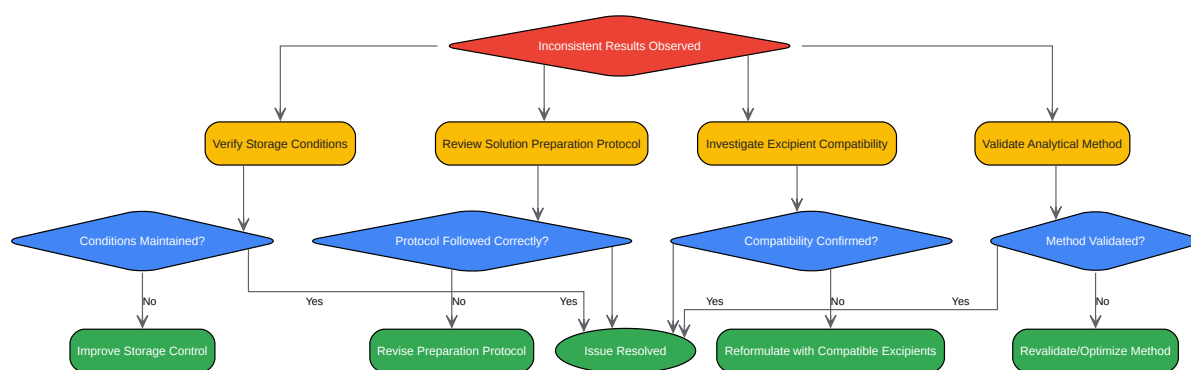 Inconsistent Results Observed
Verify Storage Conditions
Review Solution Preparation Protocol
Investigate Excipient Compatibility
Validate Analytical Method
Conditions Maintained?
Protocol Followed Correctly?
Compatibility Confirmed?
Method Validated?
No
Yes
No
Yes
Yes
No
Yes
No
Improve Storage Control
Revise Preparation Protocol
Issue Resolved
Reformulate with Compatible Excipients
Revalidate/Optimize Method